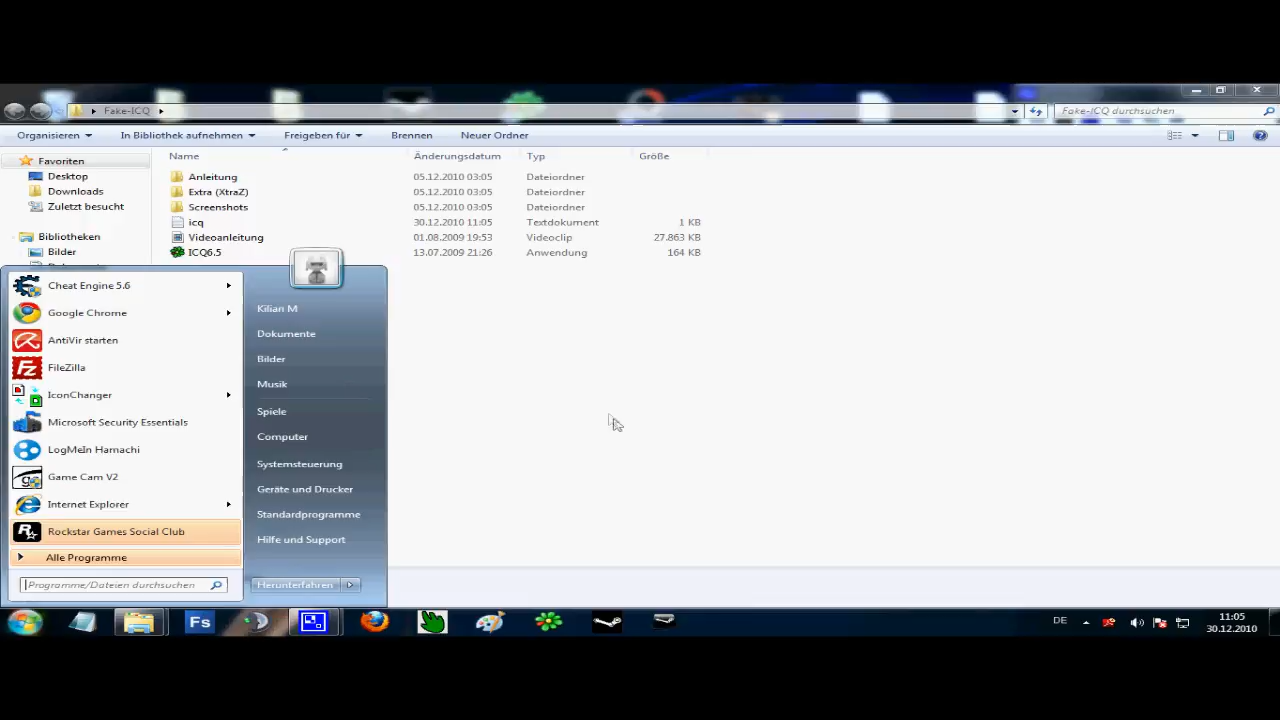 Fake-ICQ
Fake-ICQ durchsuchen
Organisieren In Bibliothek aufnehmen Freigeben für Brennen Neuer Ordner
Favoriten
Desktop
Downloads
Zuletzt besucht
Bibliotheken
Bilder
Name Änderungsdatum Typ Größe
Anleitung 05.12.2010 03:05 Dateiordner
Extra (XtraZ) 05.12.2010 03:05 Dateiordner
Screenshots 05.12.2010 03:05 Dateiordner
icq 30.12.2010 11:05 Textdokument 1 KB
Videoanleitung 01.08.2009 19:53 Videoclip 27.863 KB
ICQ6.5 13.07.2009 21:26 Anwendung 164 KB
Cheat Engine 5.6
Google Chrome
AntiVir starten
FileZilla
IconChanger
Microsoft Security Essentials
LogMeIn Hamachi
Game Cam V2
Internet Explorer
Rockstar Games Social Club
Alle Programme
Programme/Dateien durchsuchen
Kilian M
Dokumente
Bilder
Musik
Spiele
Computer
Systemsteuerung
Geräte und Drucker
Standardprogramme
Hilfe und Support
Herunterfahren
Fs
DE
11:05
30.12.2010